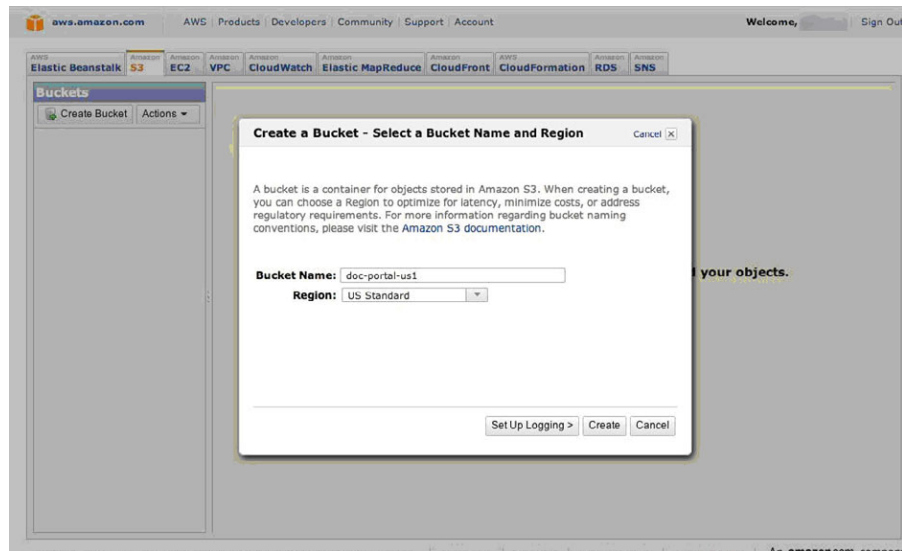 aws.amazon.com AWS | Products | Developers | Community | Support | Account Welcome, Sign Out
AWS Elastic Beanstalk
Amazon S3
Amazon EC2
Amazon VPC
Amazon CloudWatch
Amazon Elastic MapReduce
Amazon CloudFront
AWS CloudFormation
Amazon RDS
Amazon SNS
Buckets
Create Bucket Actions
Create a Bucket - Select a Bucket Name and Region Cancel
A bucket is a container for objects stored in Amazon S3. When creating a bucket,
you can choose a Region to optimize for latency, minimize costs, or address
regulatory requirements. For more information regarding bucket naming
conventions, please visit the Amazon S3 documentation.
your objects.
Bucket Name: doc-portal-us1
Region: US Standard
Set Up Logging > Create Cancel